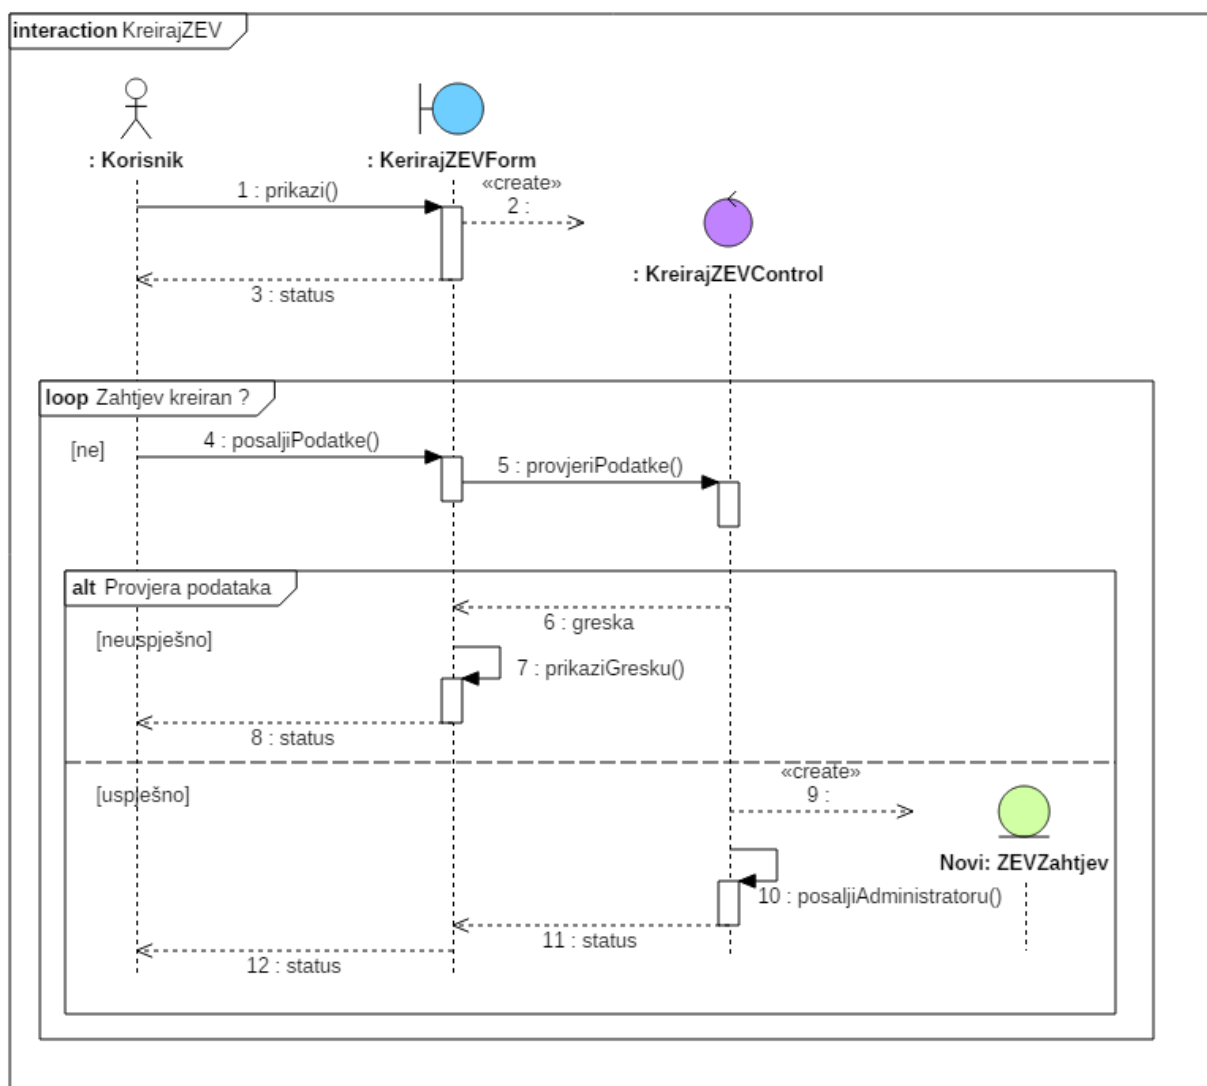 interaction KreirajZEV
: Korisnik
: KerirajZEVForm
1 : prikazi()
«create»
2 :
: KreirajZEVControl
3 : status
loop Zahtjev kreiran ?
[ne]
4 : posaljiPodatke()
5 : provjeriPodatke()
alt Provjera podataka
6 : greska
[neuspješno]
7 : prikaziGresku()
8 : status
[uspješno]
«create»
9 :
Novi: ZEVZahtjev
10 : posaljiAdministratoru()
11 : status
12 : status